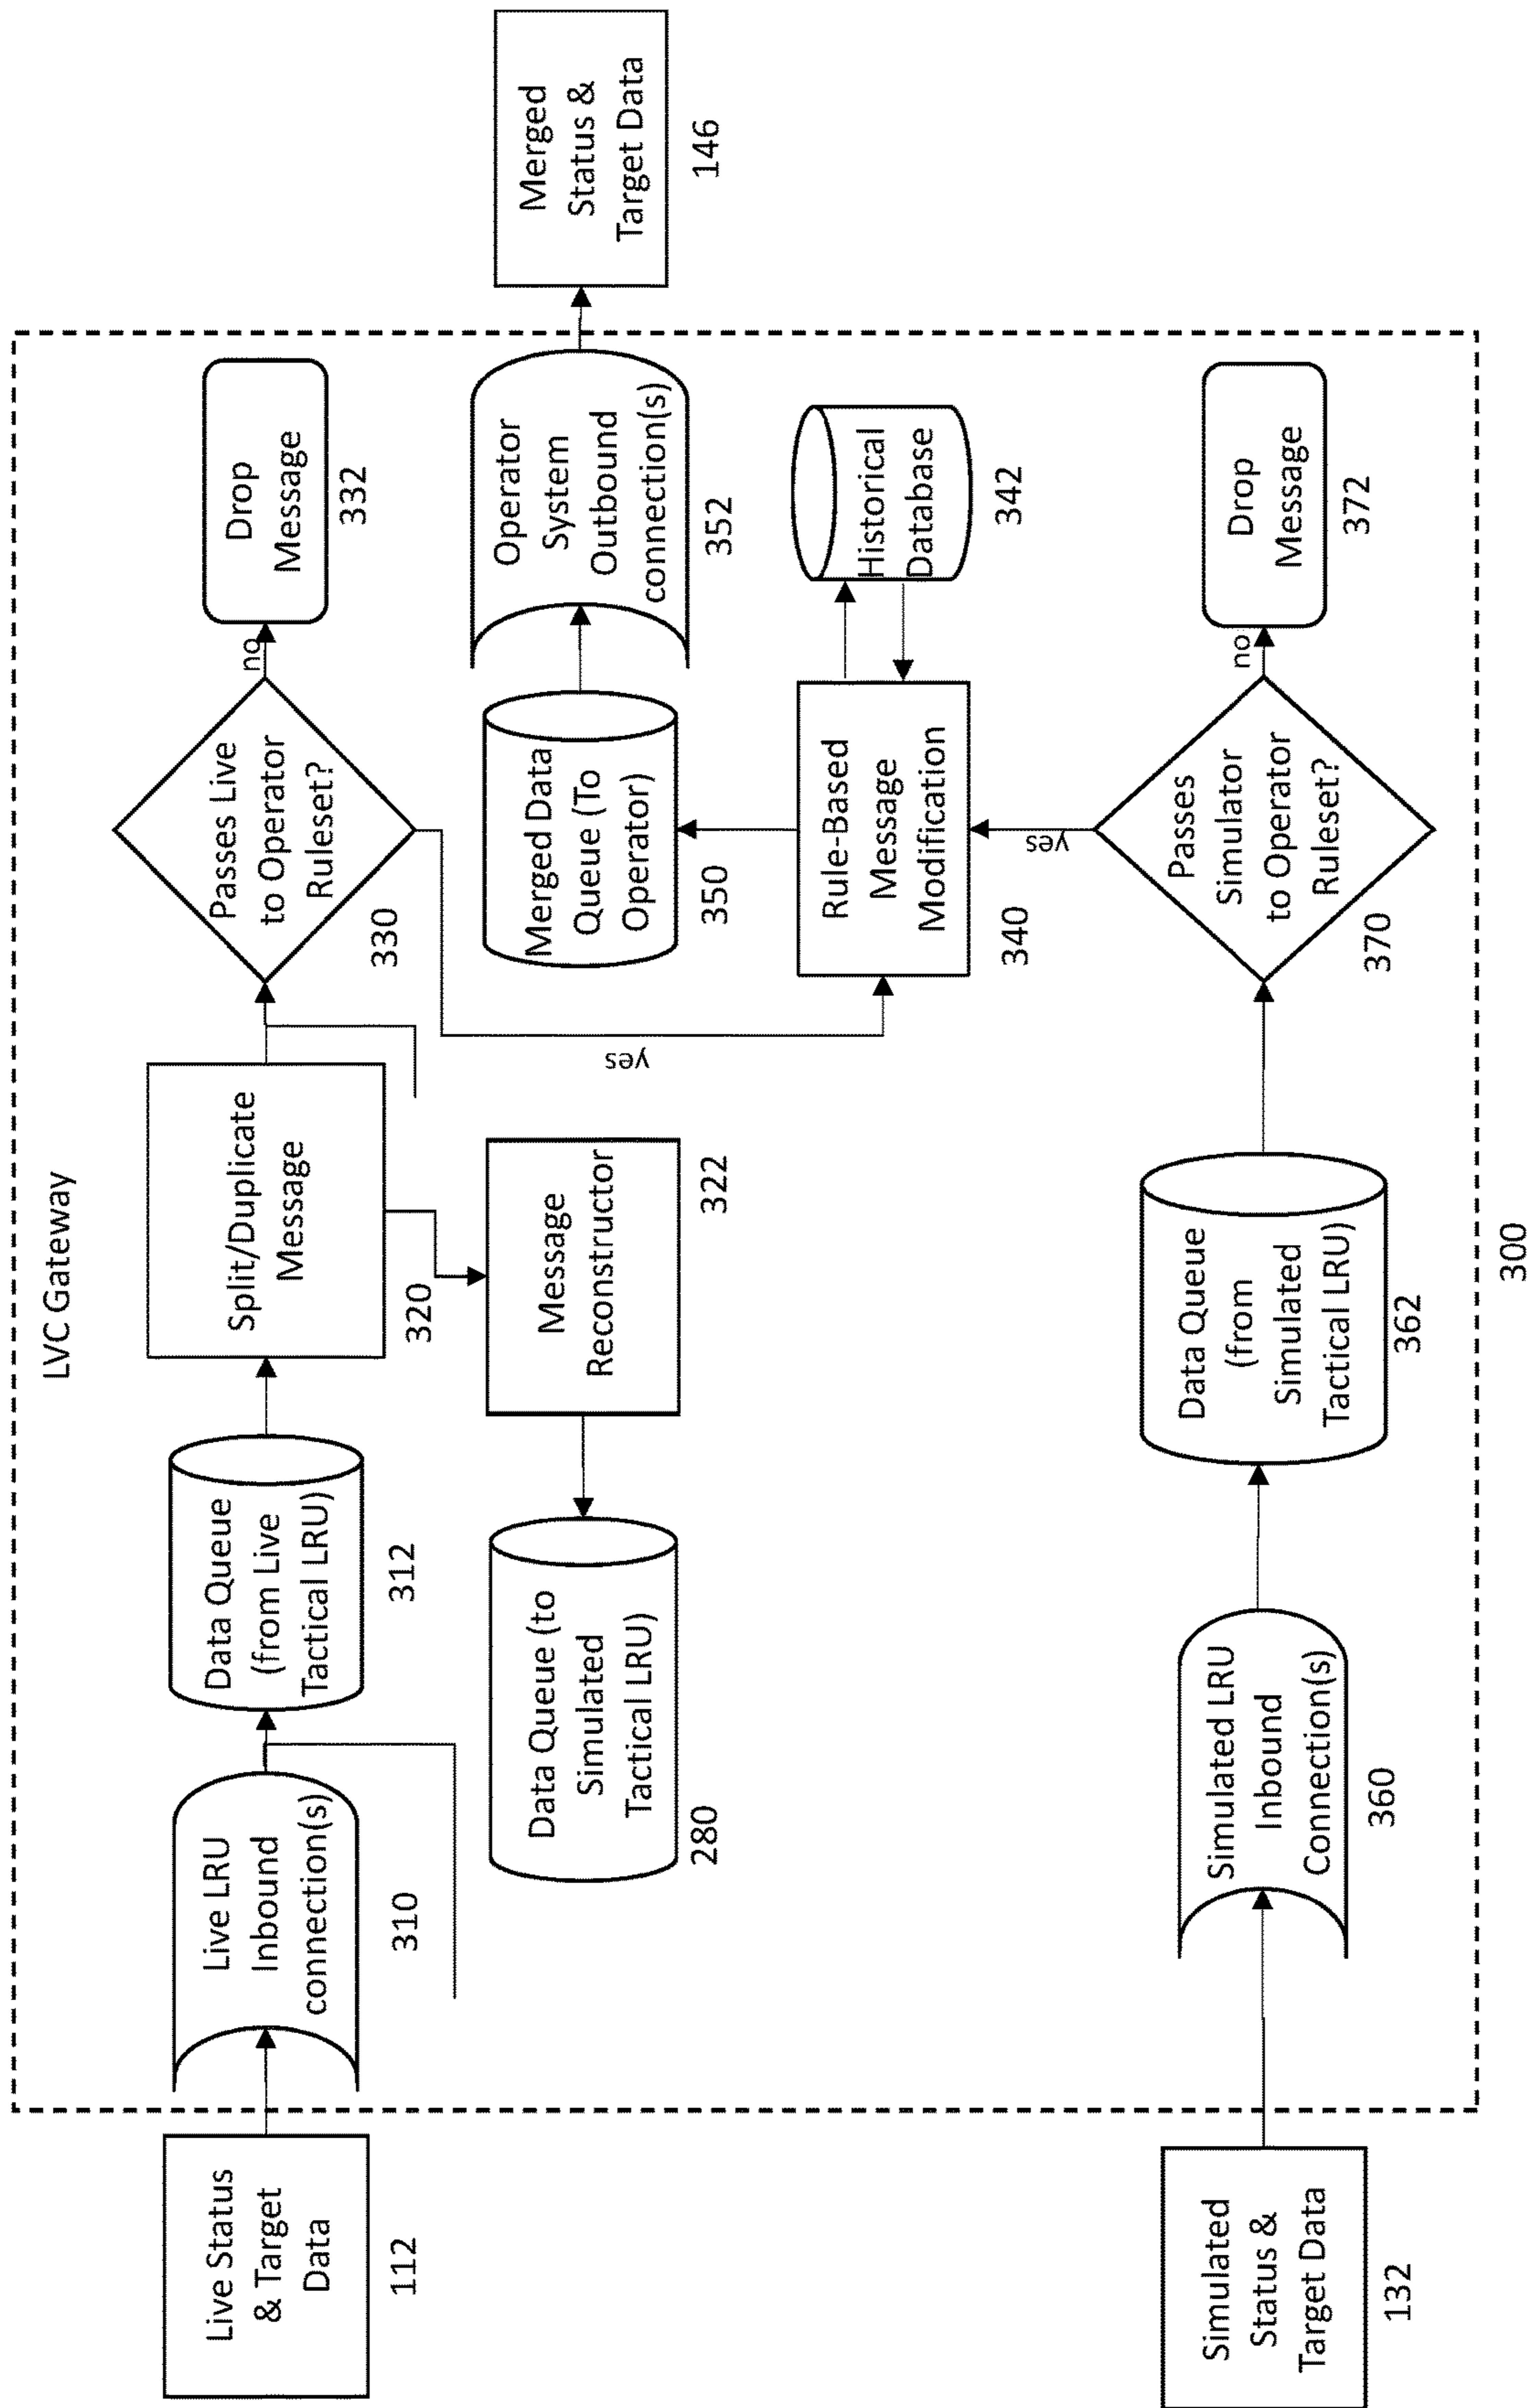 LVC Gateway
Live Status
& Target
Data
112
Live LRU
Inbound
connection(s)
310
Data Queue
(from Live
Tactical LRU)
312
Split/Duplicate
Message
320
Passes Live
to Operator
Ruleset?
330
no
Drop
Message
332
yes
Message
Reconstructor
322
Data Queue (to
Simulated
Tactical LRU)
280
Merged Data
Queue (To
Operator)
350
Operator
System
Outbound
connection(s)
352
Merged
Status &
Target Data
146
Rule-Based
Message
Modification
340
Historical
Database
342
Simulated
Status &
Target Data
132
Simulated LRU
Inbound
Connection(s)
360
Data Queue
(from
Simulated
Tactical LRU)
362
Passes
Simulator
to Operator
Ruleset?
370
yes
no
Drop
Message
372
300